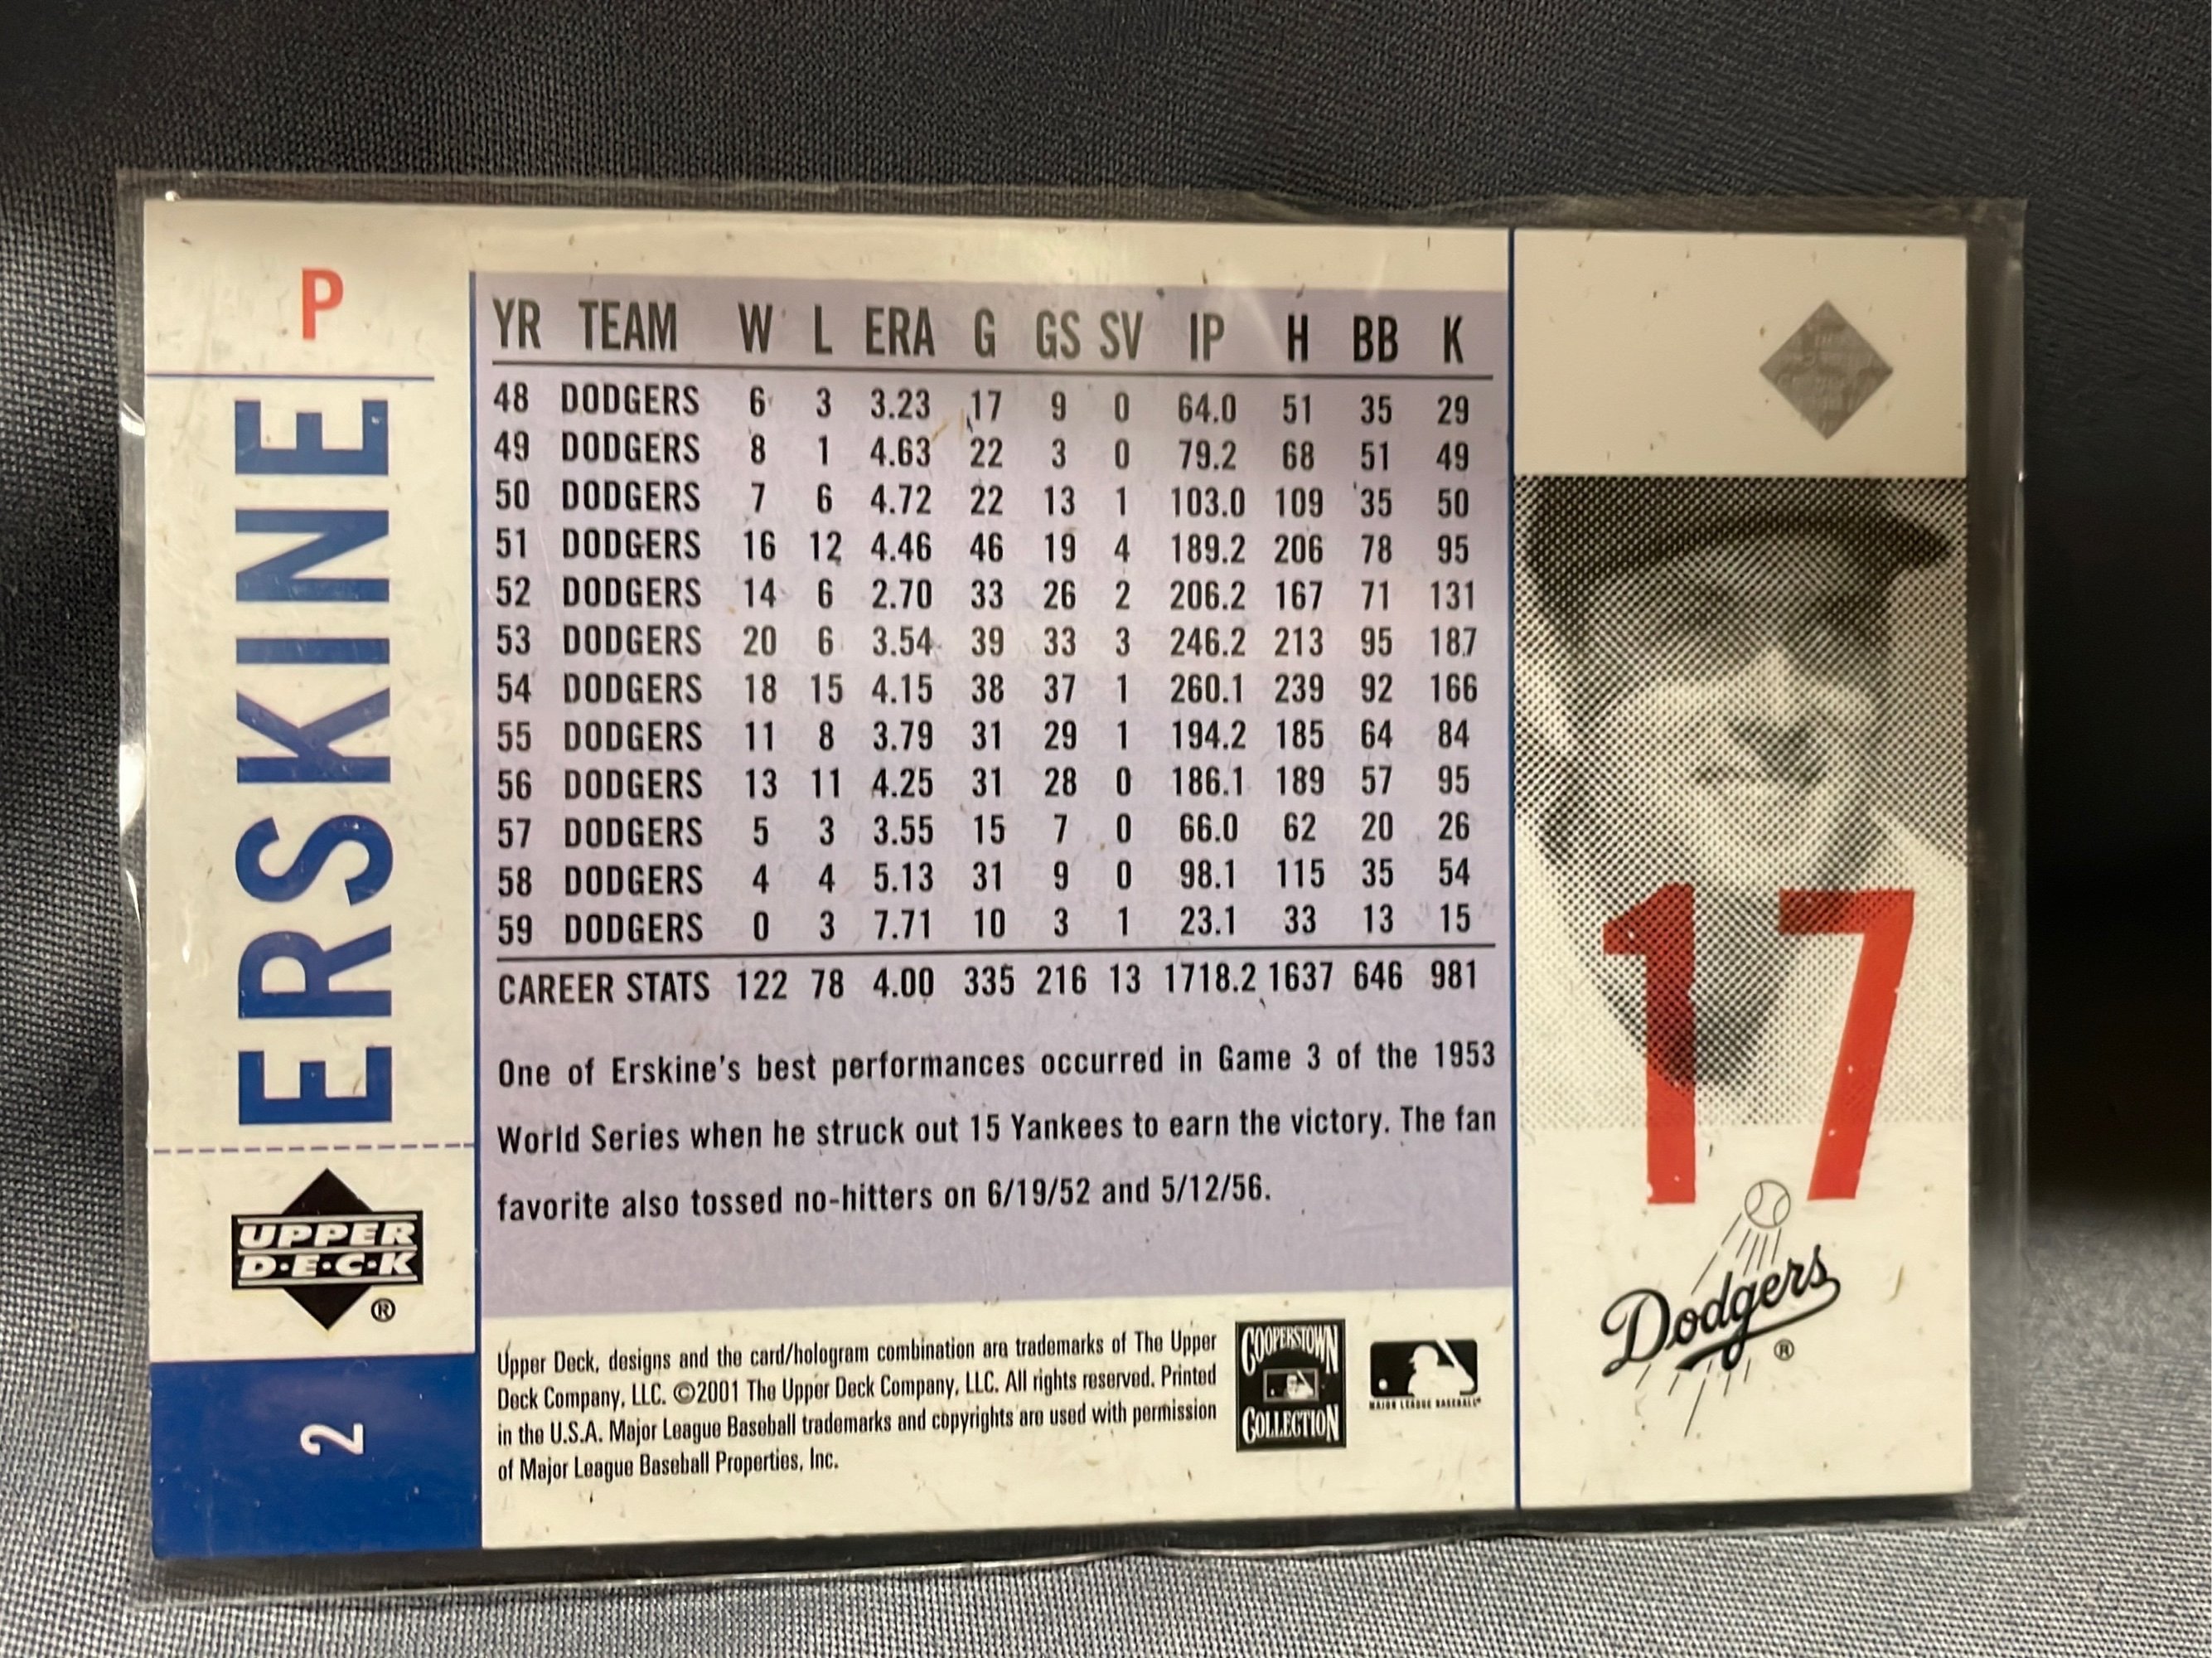 P
ERSKINE
UPPER
D·E·C·K
®
2
YR TEAM W L ERA G GS SV IP H BB K
48 DODGERS 6 3 3.23 17 9 0 64.0 51 35 29
49 DODGERS 8 1 4.63 22 3 0 79.2 68 51 49
50 DODGERS 7 6 4.72 22 13 1 103.0 109 35 50
51 DODGERS 16 12 4.46 46 19 4 189.2 206 78 95
52 DODGERS 14 6 2.70 33 26 2 206.2 167 71 131
53 DODGERS 20 6 3.54 39 33 3 246.2 213 95 187
54 DODGERS 18 15 4.15 38 37 1 260.1 239 92 166
55 DODGERS 11 8 3.79 31 29 1 194.2 185 64 84
56 DODGERS 13 11 4.25 31 28 0 186.1 189 57 95
57 DODGERS 5 3 3.55 15 7 0 66.0 62 20 26
58 DODGERS 4 4 5.13 31 9 0 98.1 115 35 54
59 DODGERS 0 3 7.71 10 3 1 23.1 33 13 15
CAREER STATS 122 78 4.00 335 216 13 1718.2 1637 646 981
One of Erskine's best performances occurred in Game 3 of the 1953
World Series when he struck out 15 Yankees to earn the victory. The fan
favorite also tossed no-hitters on 6/19/52 and 5/12/56.
Upper Deck, designs and the card/hologram combination are trademarks of The Upper
Deck Company, LLC. ©2001 The Upper Deck Company, LLC. All rights reserved. Printed
in the U.S.A. Major League Baseball trademarks and copyrights are used with permission
of Major League Baseball Properties, Inc.
COOPERSTOWN
COLLECTION
MAJOR LEAGUE BASEBALL
17
Dodgers
®